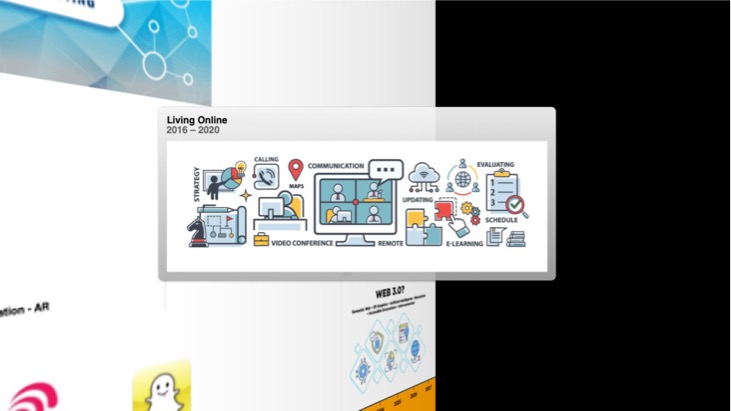 Living Online
2016 – 2020
STRATEGY
CALLING
MAPS
COMMUNICATION
EVALUATING
1
2
3
UPDATING
SCHEDULE
VIDEO CONFERENCE
REMOTE
E-LEARNING
WEB 3.0?
ation - AR